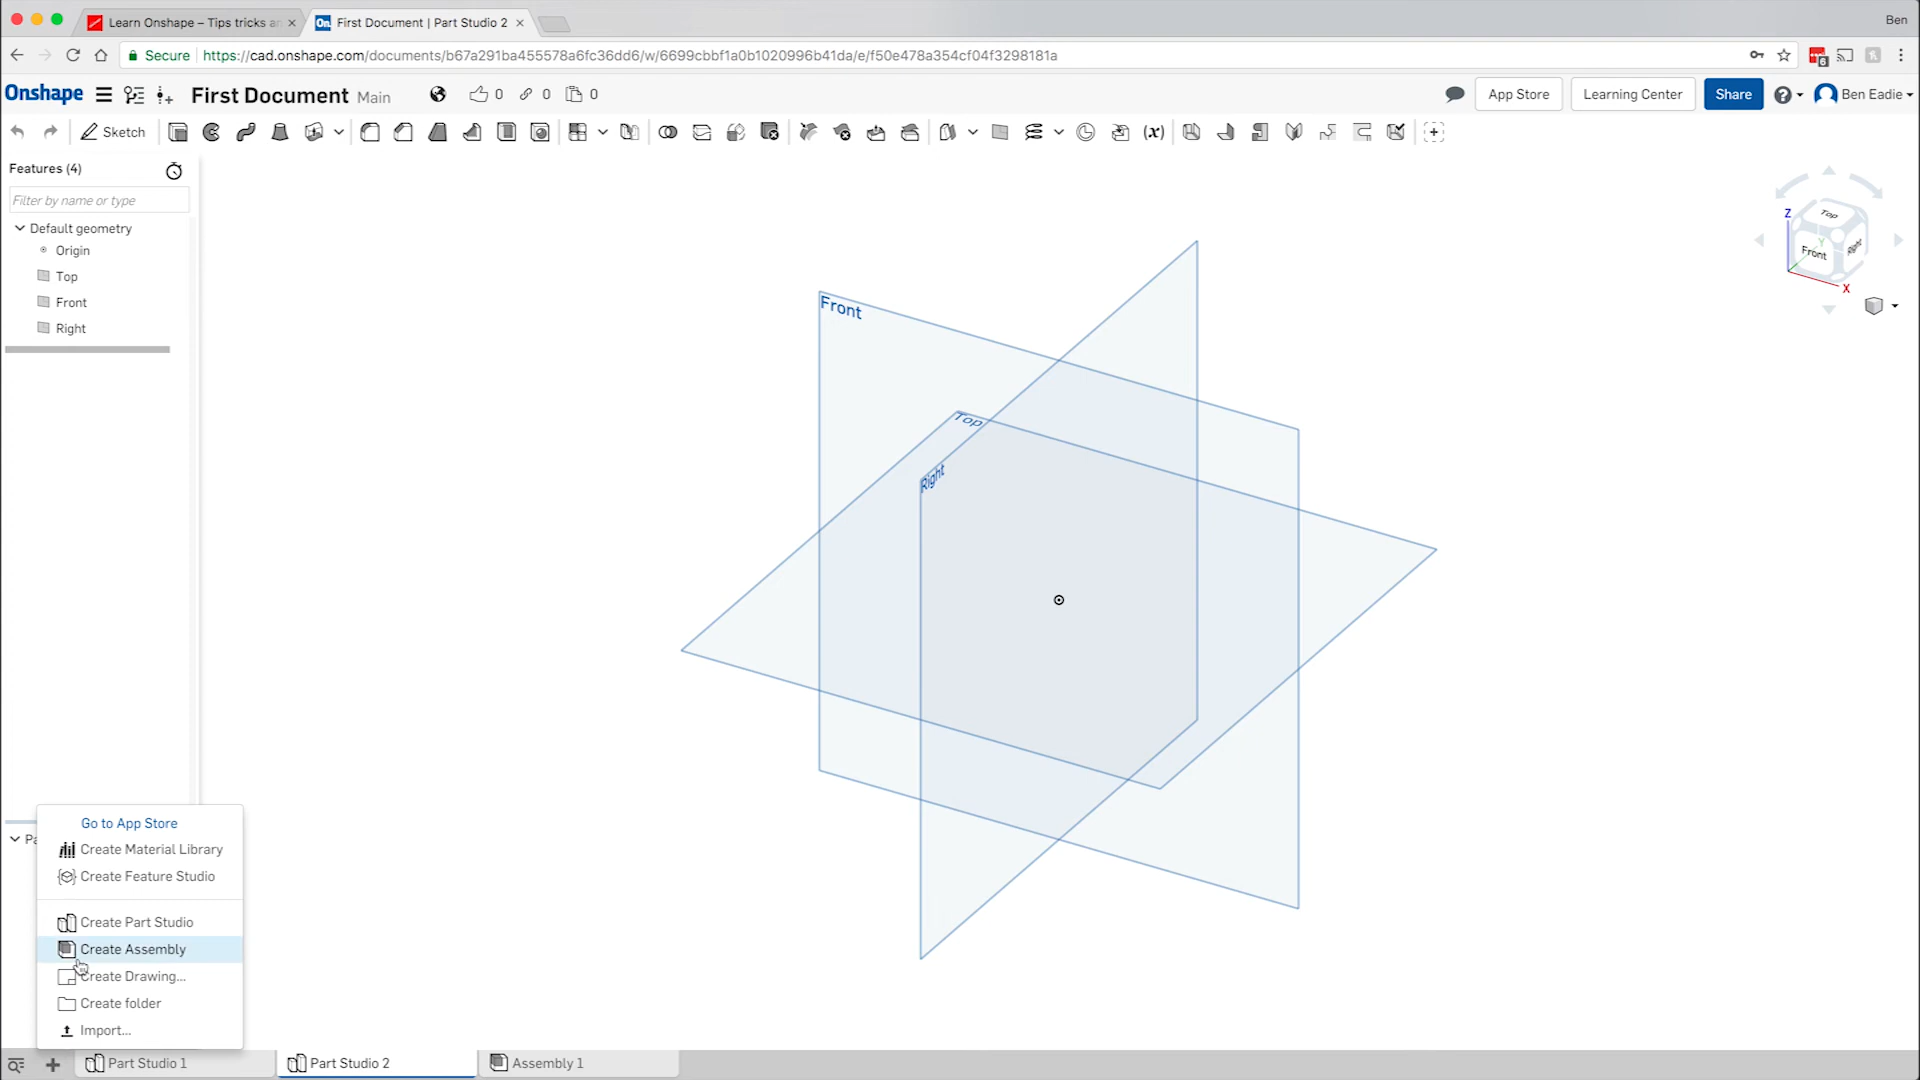 Learn Onshape – Tips tricks an
First Document | Part Studio 2
Ben
Secure
https://cad.onshape.com/documents/b67a291ba455578a6fc36dd6/w/6699cbbf1a0b1020996b41da/e/f50e478a354cf04f3298181a
6
Onshape
First Document
Main
0
0
0
App Store
Learning Center
Share
Ben Eadie
Sketch
(x)
Features (4)
Filter by name or type
Default geometry
Origin
Top
Front
Right
Front
Top
Right
Z
Top
Y
Front
Right
X
Go to App Store
Create Material Library
Pa
Create Feature Studio
Create Part Studio
Create Assembly
Create Drawing...
Create folder
Import...
Part Studio 1
Part Studio 2
Assembly 1